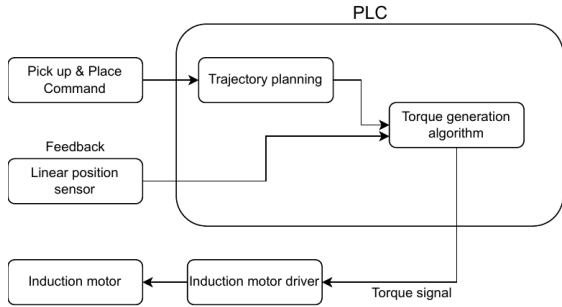 PLC
Pick up & Place
Command
Trajectory planning
Torque generation
algorithm
Feedback
Linear position
sensor
Induction motor
Induction motor driver
Torque signal